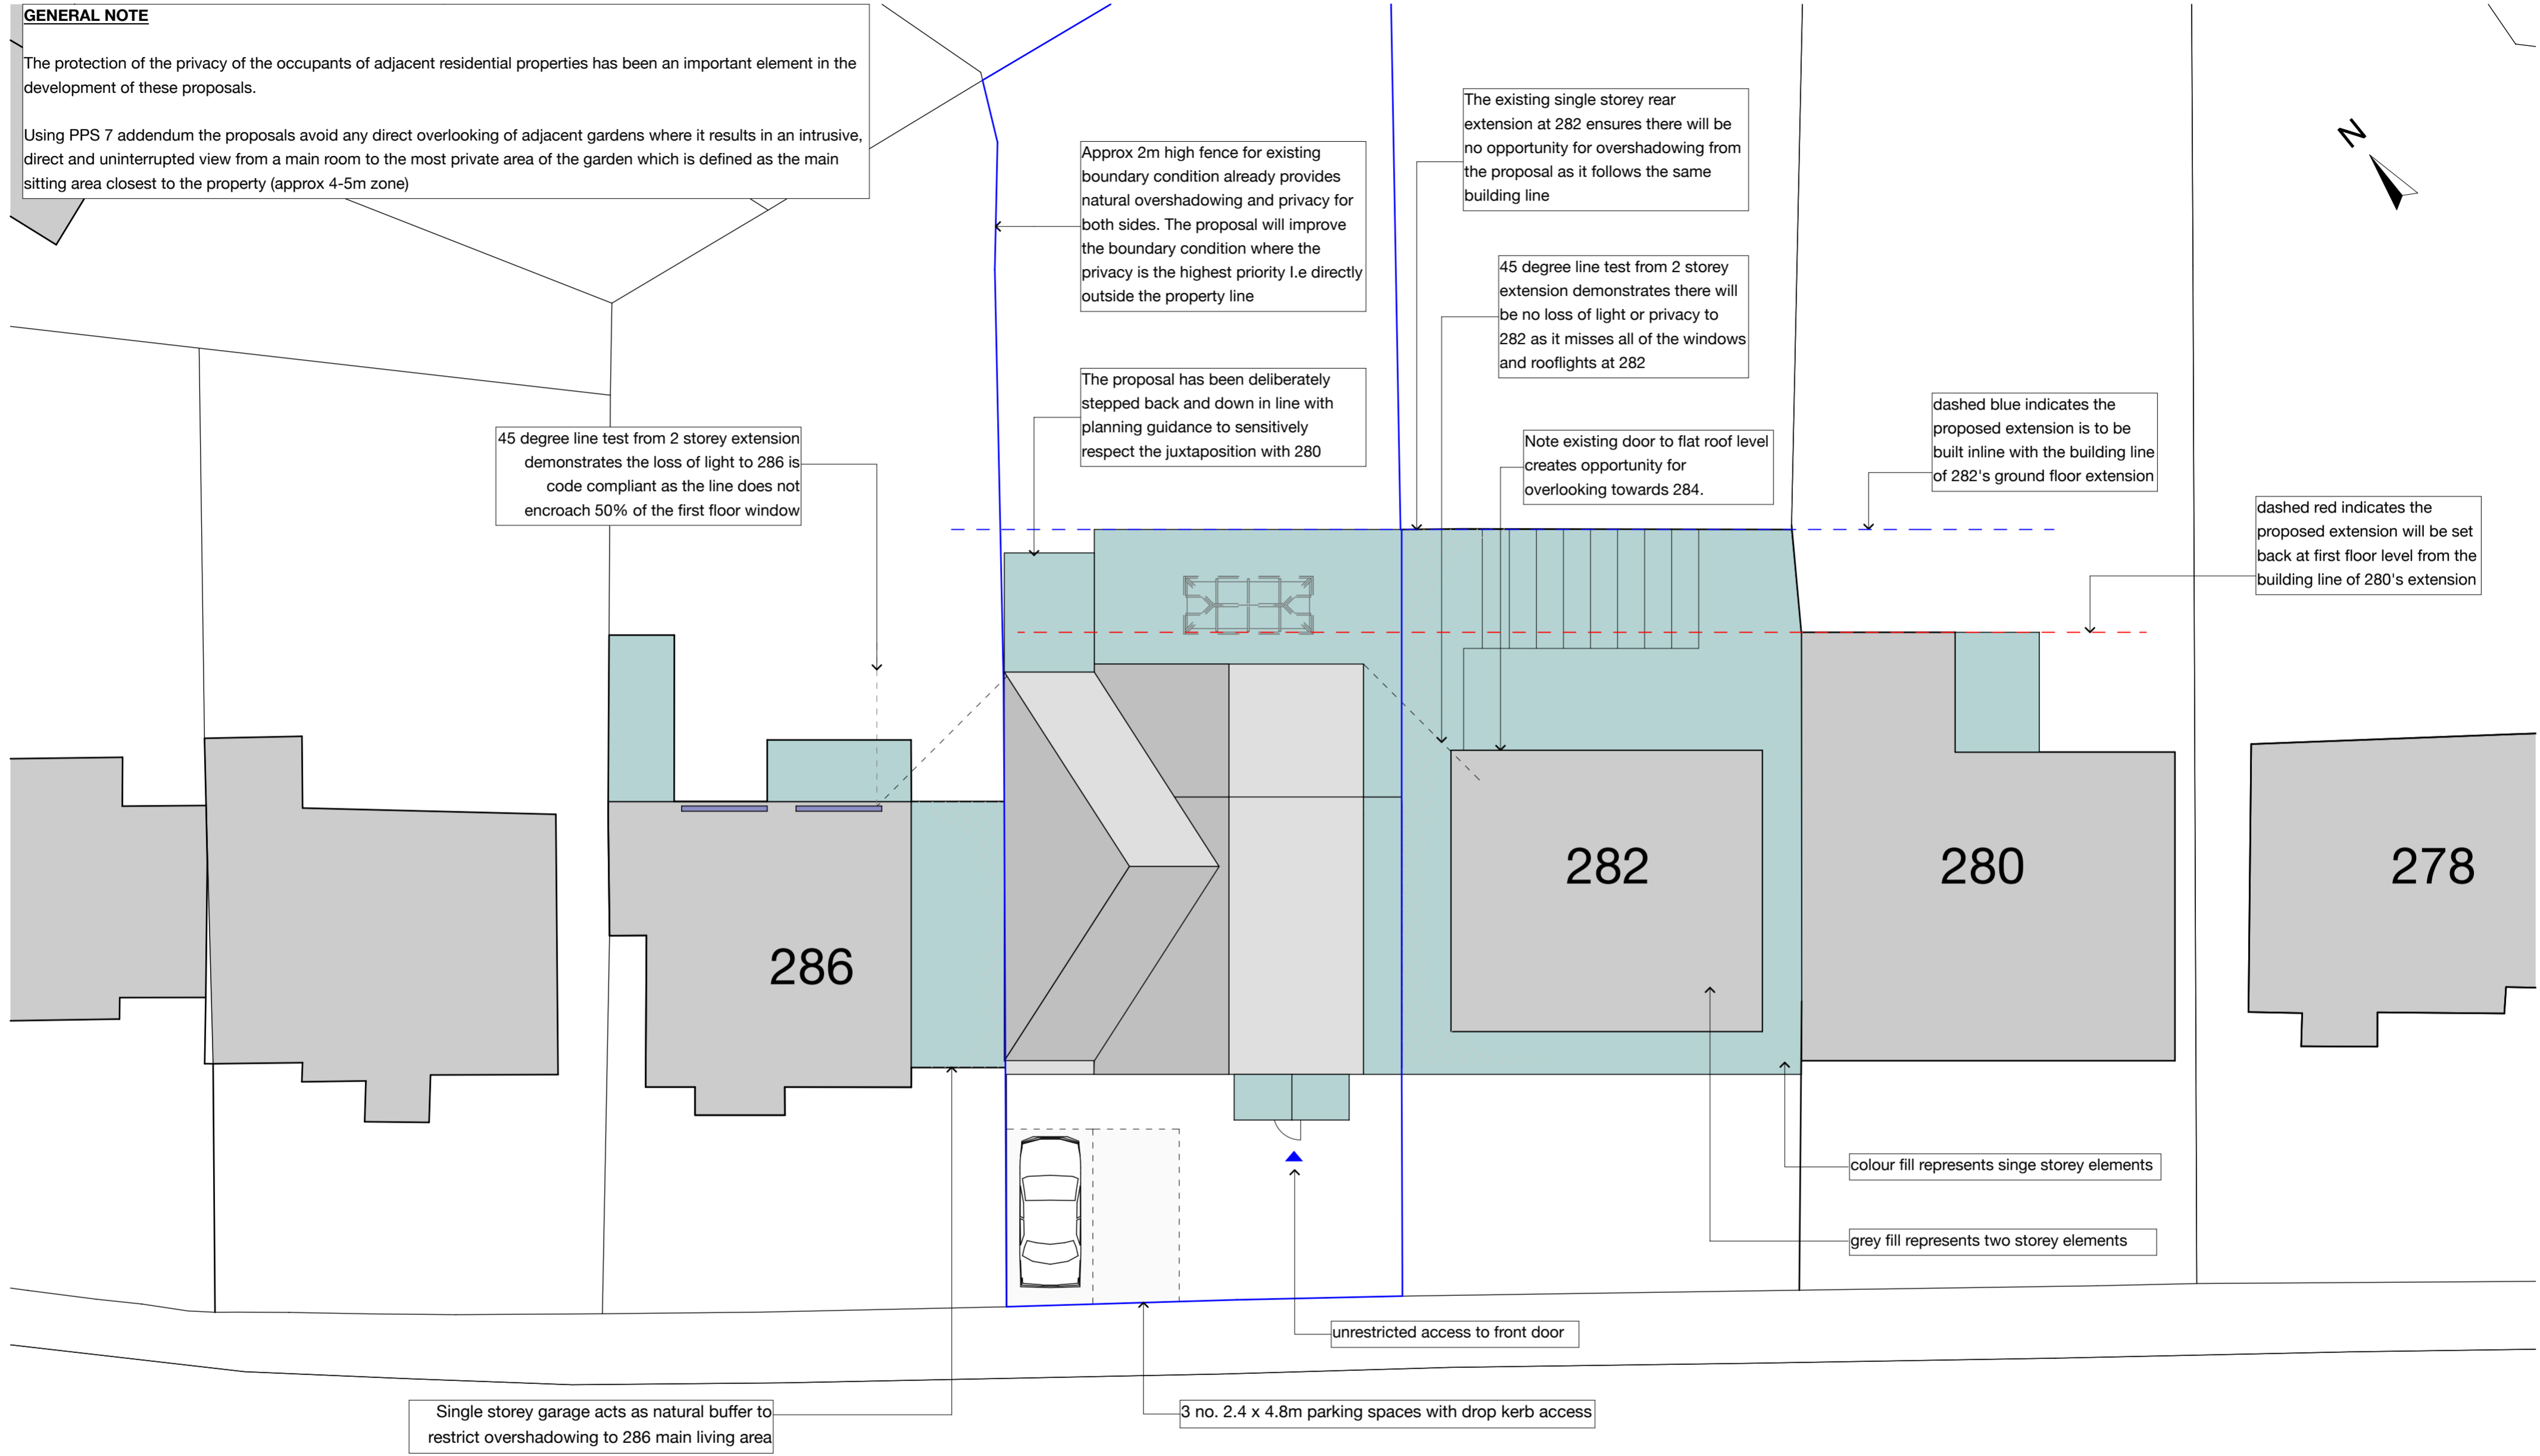 GENERAL NOTE
The protection of the privacy of the occupants of adjacent residential properties has been an important element in the
development of these proposals.
Using PPS 7 addendum the proposals avoid any direct overlooking of adjacent gardens where it results in an intrusive,
direct and uninterrupted view from a main room to the most private area of the garden which is defined as the main
sitting area closest to the property (approx 4-5m zone)
Approx 2m high fence for existing
boundary condition already provides
natural overshadowing and privacy for
both sides. The proposal will improve
the boundary condition where the
privacy is the highest priority I.e directly
outside the property line
The existing single storey rear
extension at 282 ensures there will be
no opportunity for overshadowing from
the proposal as it follows the same
building line
N
45 degree line test from 2 storey
extension demonstrates there will
be no loss of light or privacy to
282 as it misses all of the windows
and rooflights at 282
The proposal has been deliberately
stepped back and down in line with
planning guidance to sensitively
respect the juxtaposition with 280
45 degree line test from 2 storey extension
demonstrates the loss of light to 286 is
code compliant as the line does not
encroach 50% of the first floor window
Note existing door to flat roof level
creates opportunity for
overlooking towards 284.
dashed blue indicates the
proposed extension is to be
built inline with the building line
of 282's ground floor extension
dashed red indicates the
proposed extension will be set
back at first floor level from the
building line of 280's extension
286
282
280
278
colour fill represents singe storey elements
grey fill represents two storey elements
unrestricted access to front door
Single storey garage acts as natural buffer to
restrict overshadowing to 286 main living area
3 no. 2.4 x 4.8m parking spaces with drop kerb access